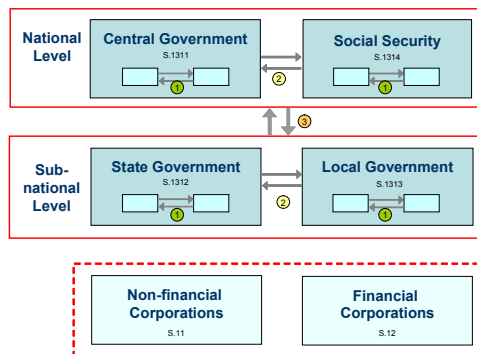 National
Level
Central Government
S.1311
1
Social Security
S.1314
1
2
3
Sub-
national
Level
State Government
S.1312
1
Local Government
S.1313
1
2
Non-financial
Corporations
S.11
Financial
Corporations
S.12